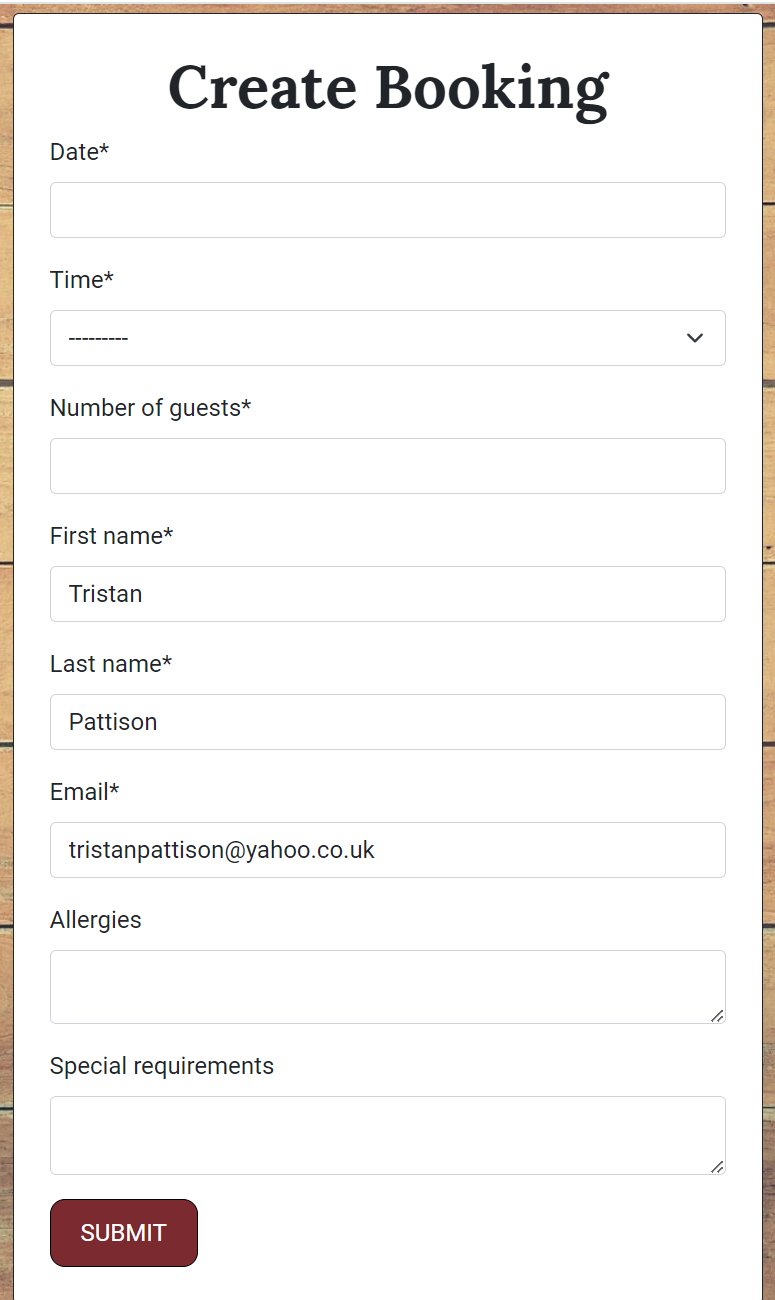 Create Booking
Date*
Time*
---------
Number of guests*
First name*
Tristan
Last name*
Pattison
Email*
tristanpattison@yahoo.co.uk
Allergies
Special requirements
SUBMIT